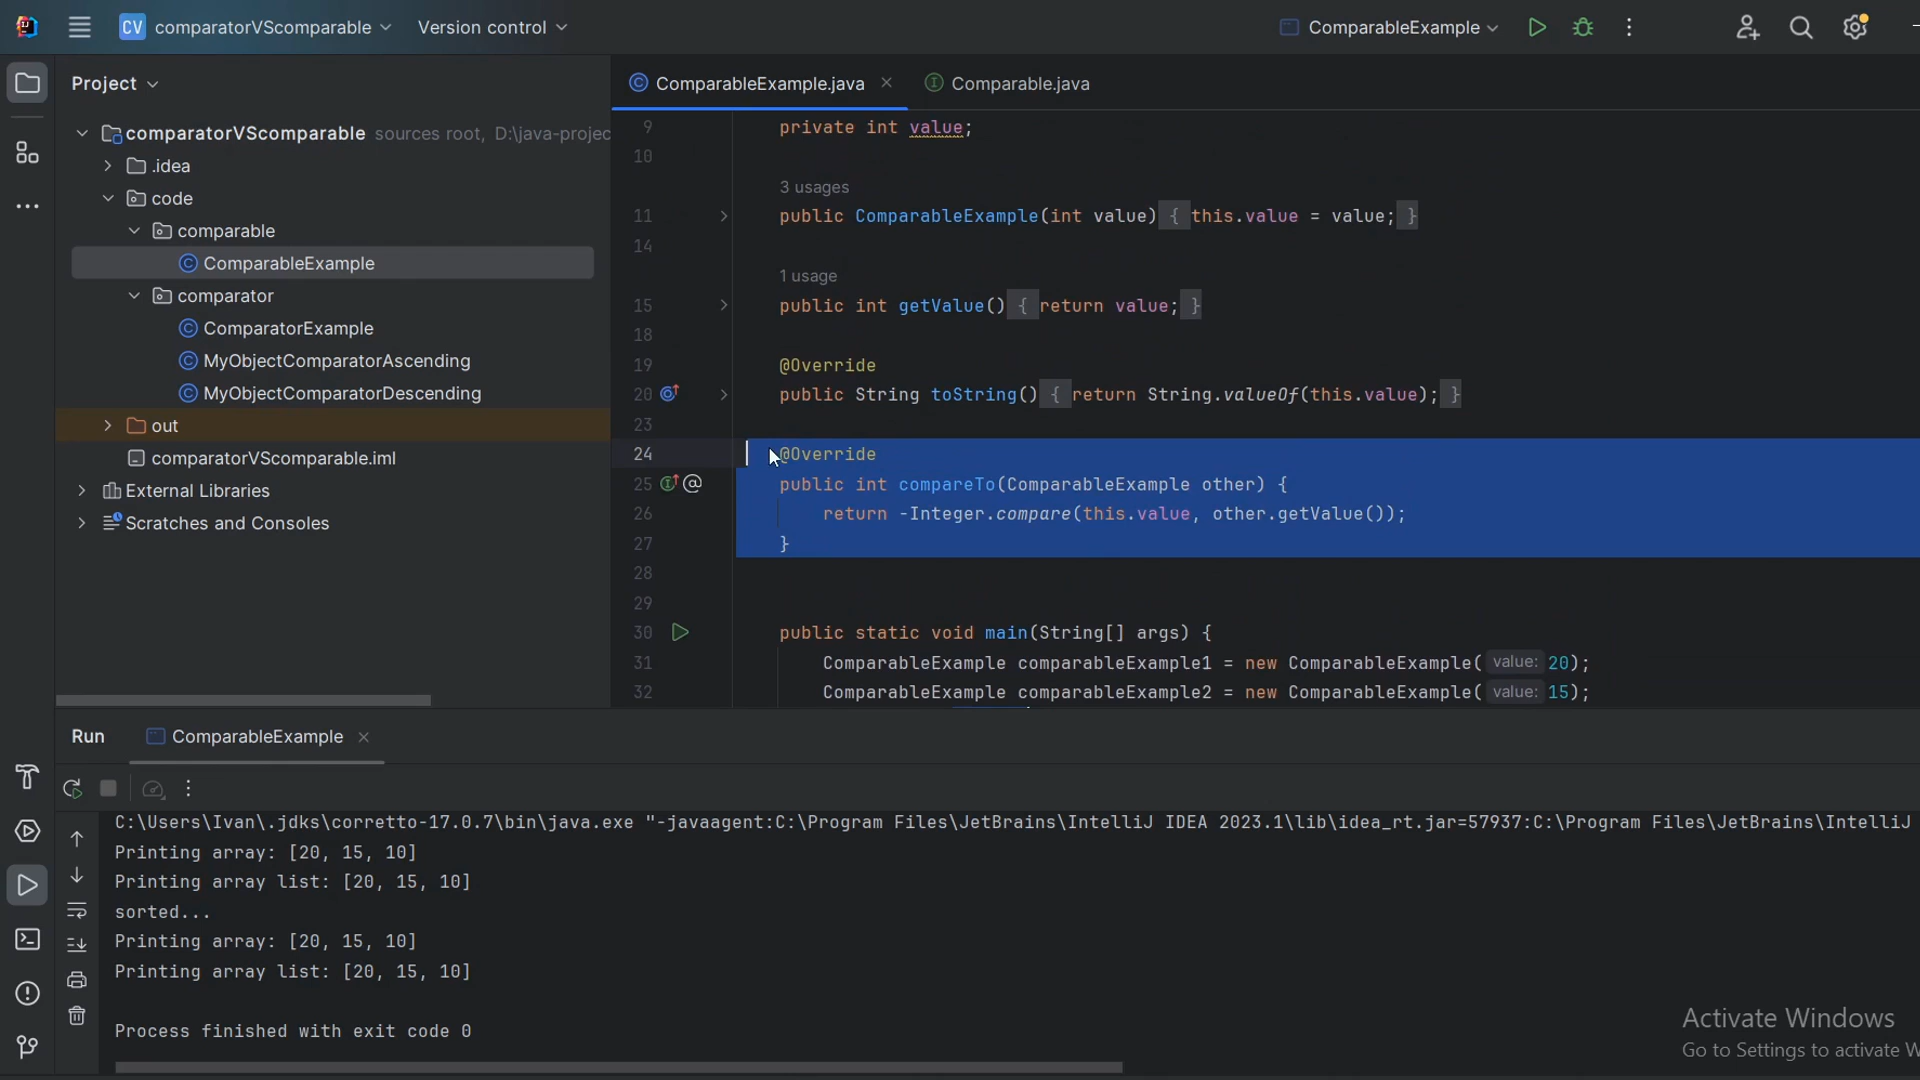 CV comparatorVScomparable Version control ComparableExample
Project
comparatorVScomparable sources root, D:\java-projec
.idea
code
comparable
ComparableExample
comparator
ComparatorExample
MyObjectComparatorAscending
MyObjectComparatorDescending
out
comparatorVScomparable.iml
External Libraries
Scratches and Consoles
ComparableExample.java Comparable.java
9 private int value;
10
3 usages
11 public ComparableExample(int value) { this.value = value; }
14
1 usage
15 public int getValue() { return value; }
18
19 @Override
20 public String toString() { return String.valueOf(this.value); }
23
24 @Override
25 @ public int compareTo(ComparableExample other) {
26 return -Integer.compare(this.value, other.getValue());
27 }
28
29
30 public static void main(String[] args) {
31 ComparableExample comparableExample1 = new ComparableExample( value: 20);
32 ComparableExample comparableExample2 = new ComparableExample( value: 15);
Run ComparableExample
C:\Users\Ivan\.jdks\corretto-17.0.7\bin\java.exe "-javaagent:C:\Program Files\JetBrains\IntelliJ IDEA 2023.1\lib\idea_rt.jar=57937:C:\Program Files\JetBrains\IntelliJ
Printing array: [20, 15, 10]
Printing array list: [20, 15, 10]
sorted...
Printing array: [20, 15, 10]
Printing array list: [20, 15, 10]
Process finished with exit code 0
Activate Windows
Go to Settings to activate W